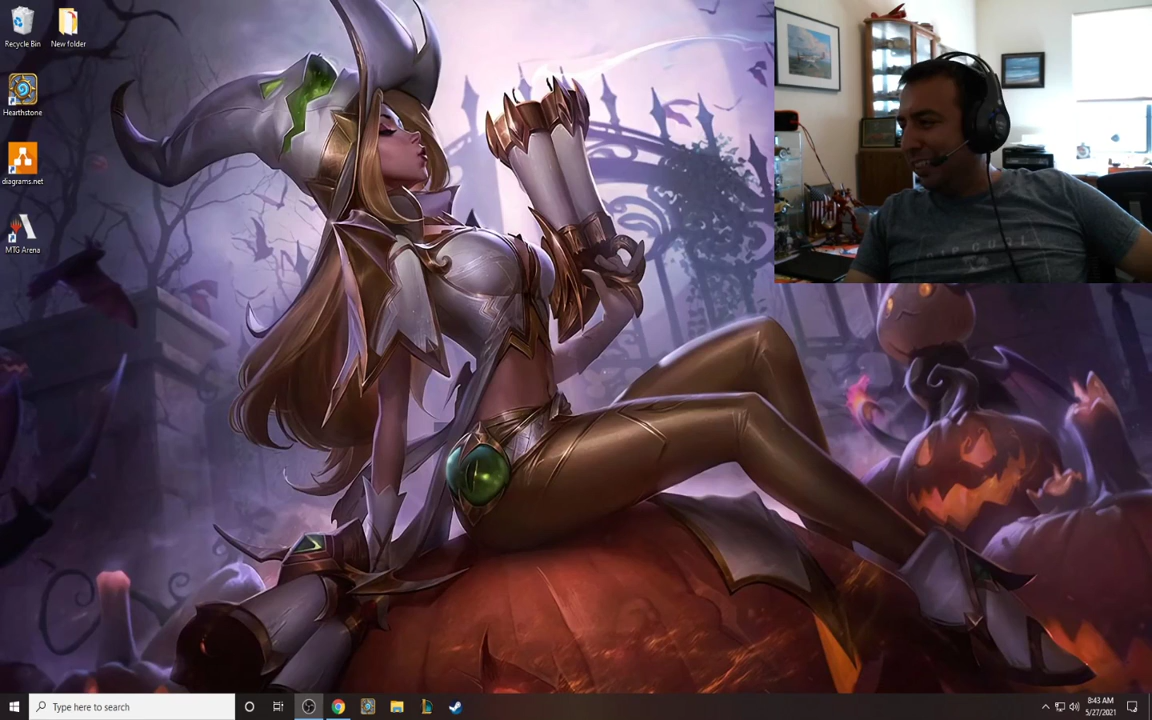 Recycle Bin
New folder
Hearthstone
diagrams.net
MTG Arena
Type here to search
8:43 AM
5/27/2021